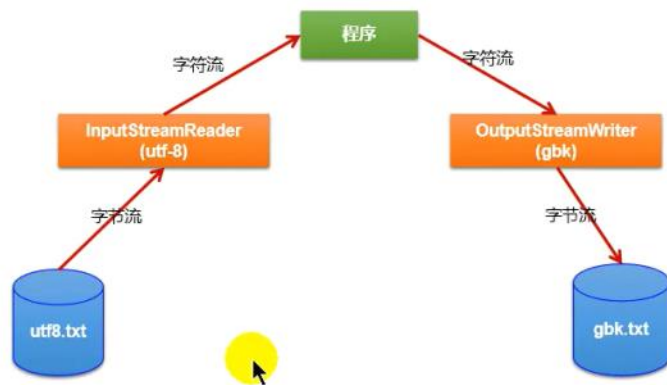 程序
字符流
字符流
InputStreamReader
(utf-8)
OutputStreamWriter
(gbk)
字节流
字节流
utf8.txt
gbk.txt